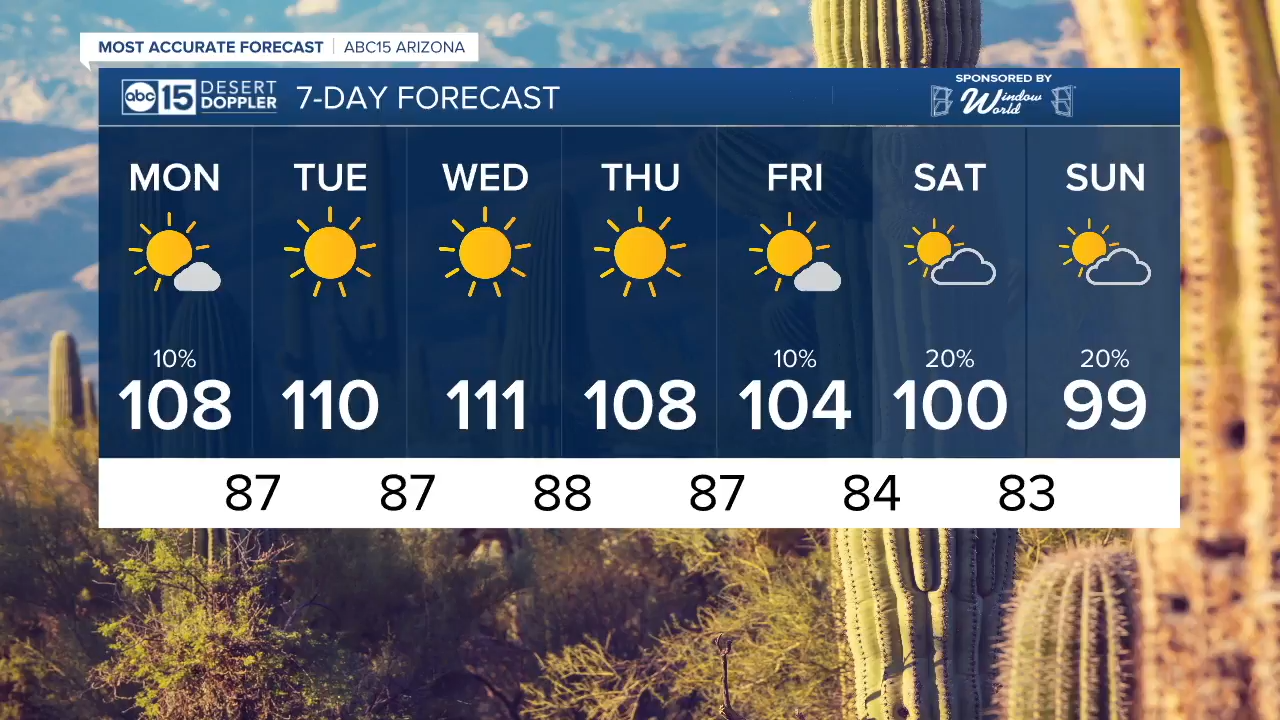 MOST ACCURATE FORECAST | ABC15 ARIZONA
abc 15 DESERT DOPPLER 7-DAY FORECAST
SPONSORED BY
Window World
MON TUE WED THU FRI SAT SUN
10% 10% 20% 20%
108 110 111 108 104 100 99
87 87 88 87 84 83